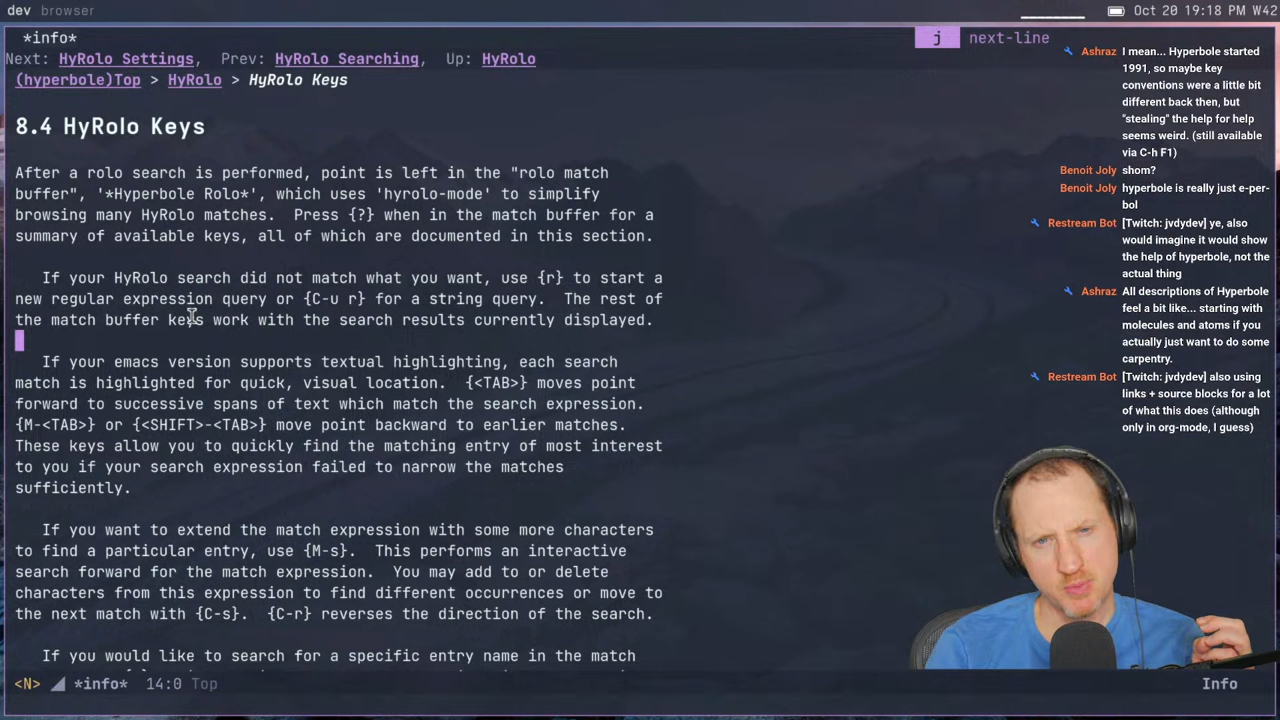 dev browser
Oct 20 19:18 PM W42
*info*
j next-line
Next: HyRolo Settings, Prev: HyRolo Searching, Up: HyRolo
(hyperbole)Top > HyRolo > HyRolo Keys
8.4 HyRolo Keys
After a rolo search is performed, point is left in the "rolo match
buffer", '*Hyperbole Rolo*', which uses 'hyrolo-mode' to simplify
browsing many HyRolo matches. Press {?} when in the match buffer for a
summary of available keys, all of which are documented in this section.
If your HyRolo search did not match what you want, use {r} to start a
new regular expression query or {C-u r} for a string query. The rest of
the match buffer keys work with the search results currently displayed.
If your emacs version supports textual highlighting, each search
match is highlighted for quick, visual location. {<TAB>} moves point
forward to successive spans of text which match the search expression.
{M-<TAB>} or {<SHIFT>-<TAB>} move point backward to earlier matches.
These keys allow you to quickly find the matching entry of most interest
to you if your search expression failed to narrow the matches
sufficiently.
If you want to extend the match expression with some more characters
to find a particular entry, use {M-s}. This performs an interactive
search forward for the match expression. You may add to or delete
characters from this expression to find different occurrences or move to
the next match with {C-s}. {C-r} reverses the direction of the search.
If you would like to search for a specific entry name in the match
<N> *info* 14:0 Top
Info
Ashraz I mean... Hyperbole started
1991, so maybe key
conventions were a little bit
different back then, but
"stealing" the help for help
seems weird. (still available
via C-h F1)
Benoit Joly shom?
Benoit Joly hyperbole is really just e-per-
bol
Restream Bot [Twitch: jvdydev] ye, also
would imagine it would show
the help of hyperbole, not the
actual thing
Ashraz All descriptions of Hyperbole
feel a bit like... starting with
molecules and atoms if you
actually just want to do some
carpentry.
Restream Bot [Twitch: jvdydev] also using
links + source blocks for a lot
of what this does (although
only in org-mode, I guess)